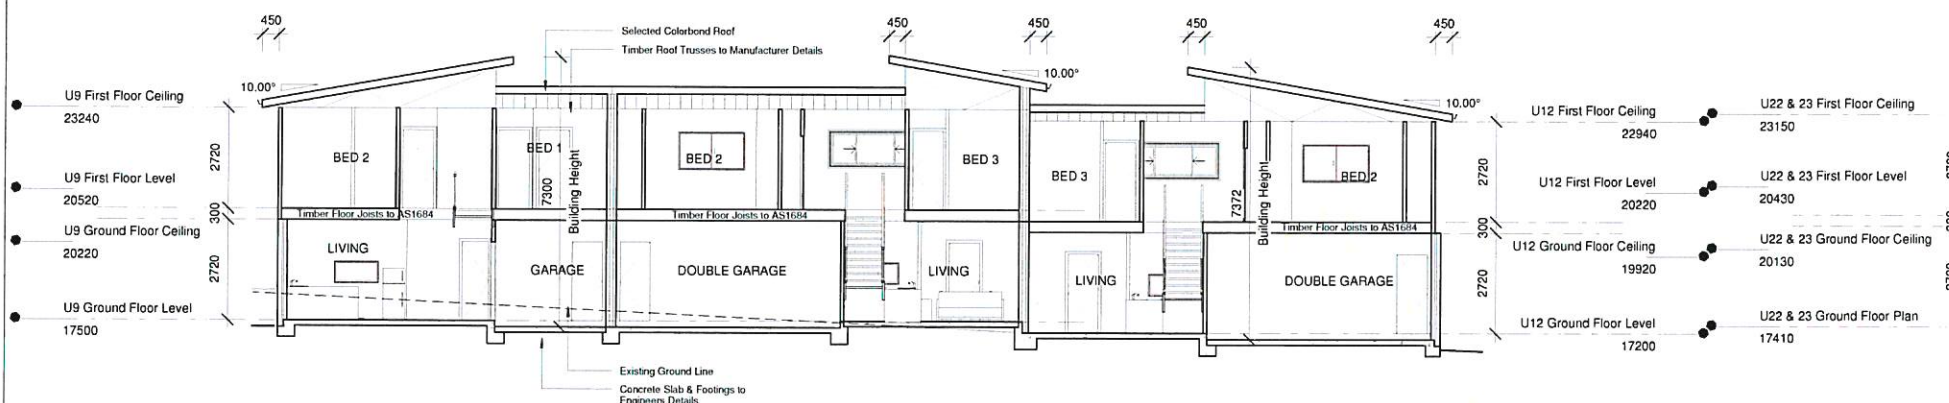 450
450
450
450
450
Selected Colorbond Roof
Timber Roof Trusses to Manufacturer Details
10.00°
10.00°
10.00°
U9 First Floor Ceiling
23240
U9 First Floor Level
20520
U9 Ground Floor Ceiling
20220
U9 Ground Floor Level
17500
2720
300
2720
BED 2
BED 1
BED 2
BED 3
BED 3
BED 2
7300
Building Height
7372
Building Height
Timber Floor Joists to AS1684
Timber Floor Joists to AS1684
Timber Floor Joists to AS1684
LIVING
GARAGE
DOUBLE GARAGE
LIVING
LIVING
DOUBLE GARAGE
2720
300
2720
U12 First Floor Ceiling
22940
U12 First Floor Level
20220
U12 Ground Floor Ceiling
19920
U12 Ground Floor Level
17200
U22 & 23 First Floor Ceiling
23150
U22 & 23 First Floor Level
20430
U22 & 23 Ground Floor Ceiling
20130
U22 & 23 Ground Floor Plan
17410
Existing Ground Line
Concrete Slab & Footings to
Engineers Details